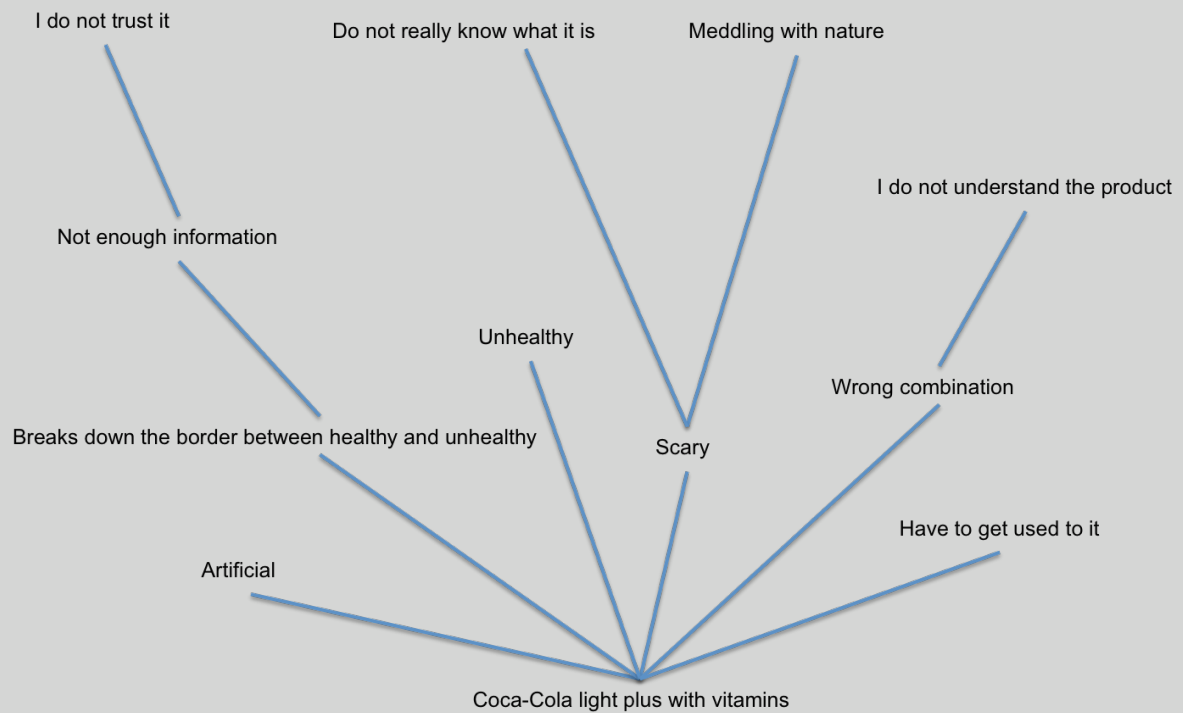 I do not trust it
Do not really know what it is
Meddling with nature
I do not understand the product
Not enough information
Unhealthy
Wrong combination
Breaks down the border between healthy and unhealthy
Scary
Have to get used to it
Artificial
Coca-Cola light plus with vitamins